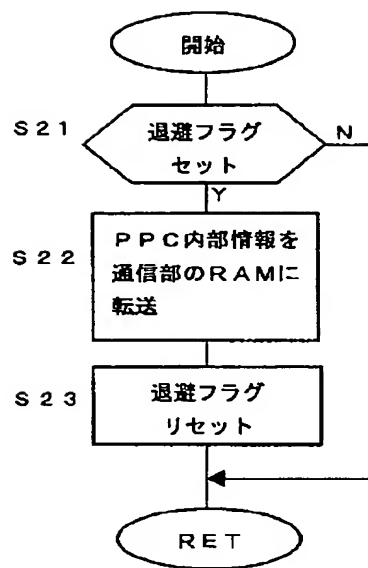 開始
S21
退避フラグ
セット
N
Y
S22
PPC内部情報を
通信部のRAMに
転送
S23
退避フラグ
リセット
RET